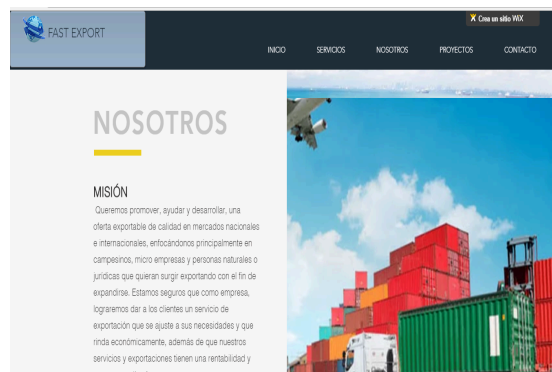 FAST EXPORT
Crea un sitio WiX
INICIO SERVICIOS NOSOTROS PROYECTOS CONTACTO
NOSOTROS
MISIÓN
Queremos promover, ayudar y desarrollar, una
oferta exportable de calidad en mercados nacionales
e internacionales, enfocándonos principalmente en
campesinos, micro empresas y personas naturales o
jurídicas que quieran surgir exportando con el fin de
expandirse. Estamos seguros que como empresa,
lograremos dar a los clientes un servicio de
exportación que se ajuste a sus necesidades y que
rinda económicamente, además de que nuestros
servicios y exportaciones tienen una rentabilidad y